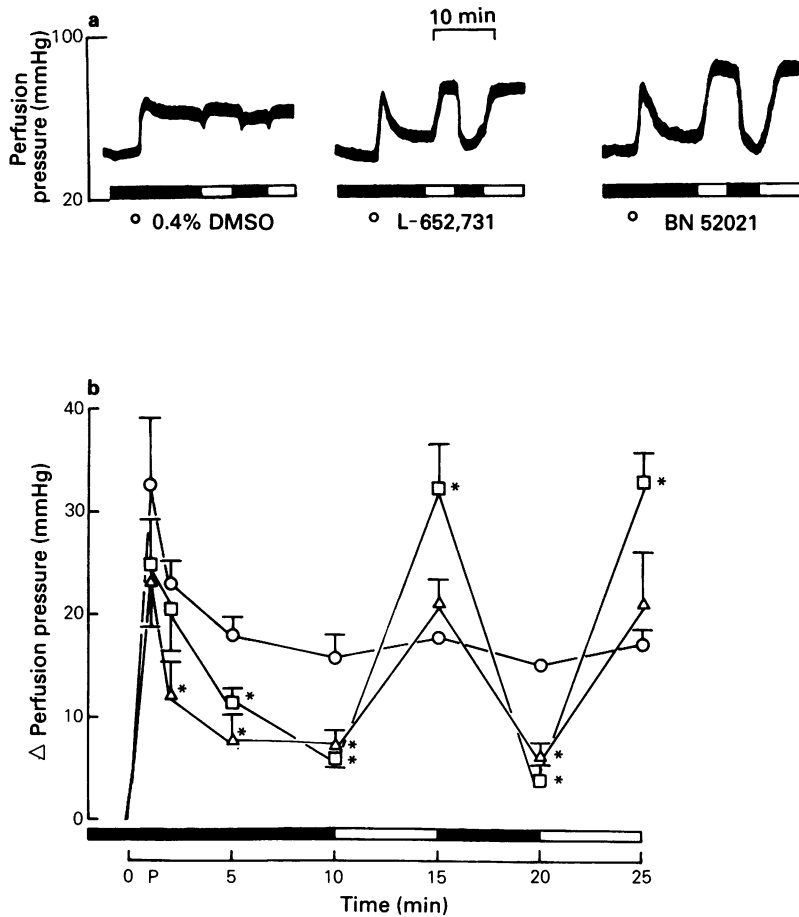 a
10 min
100
Perfusion
pressure (mmHg)
20
0.4% DMSO
L-652,731
BN 52021
b
40
30
20
10
0
△ Perfusion pressure (mmHg)
*
*
*
*
*
*
*
*
*
0 P 5 10 15 20 25
Time (min)